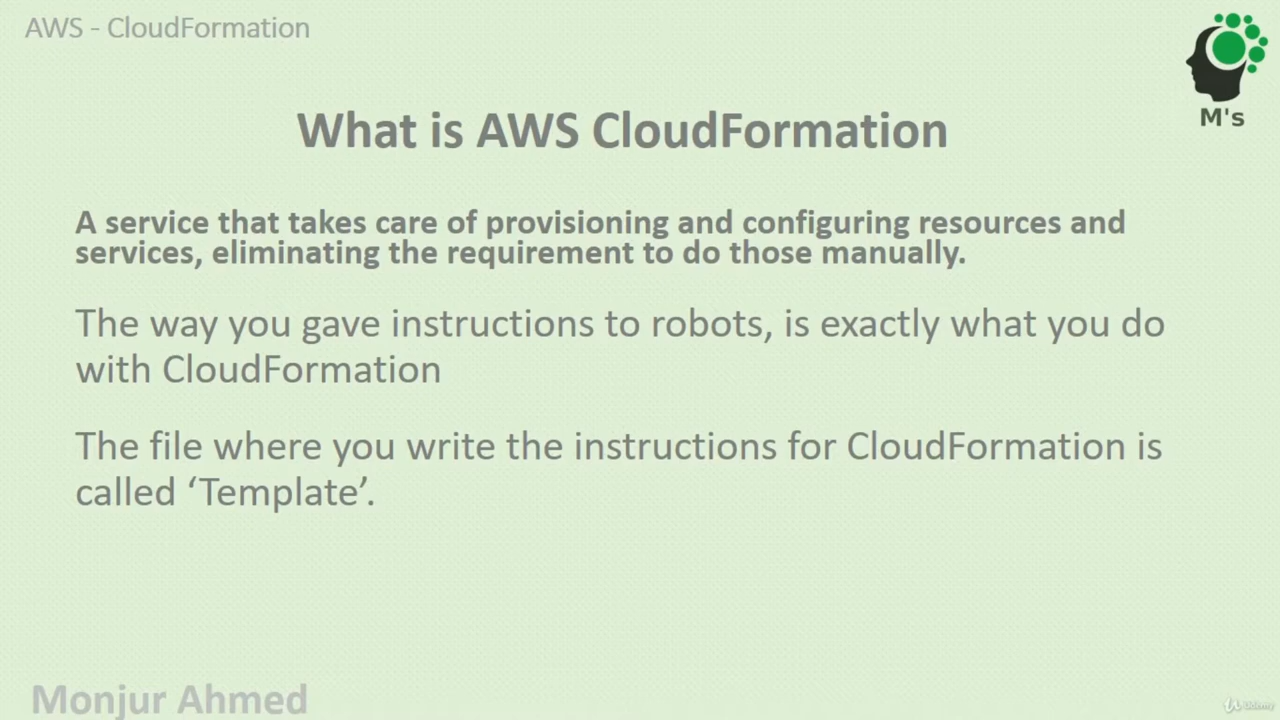 AWS - CloudFormation
M's
What is AWS CloudFormation
A service that takes care of provisioning and configuring resources and
services, eliminating the requirement to do those manually.
The way you gave instructions to robots, is exactly what you do
with CloudFormation
The file where you write the instructions for CloudFormation is
called ‘Template’.
Monjur Ahmed
Udemy